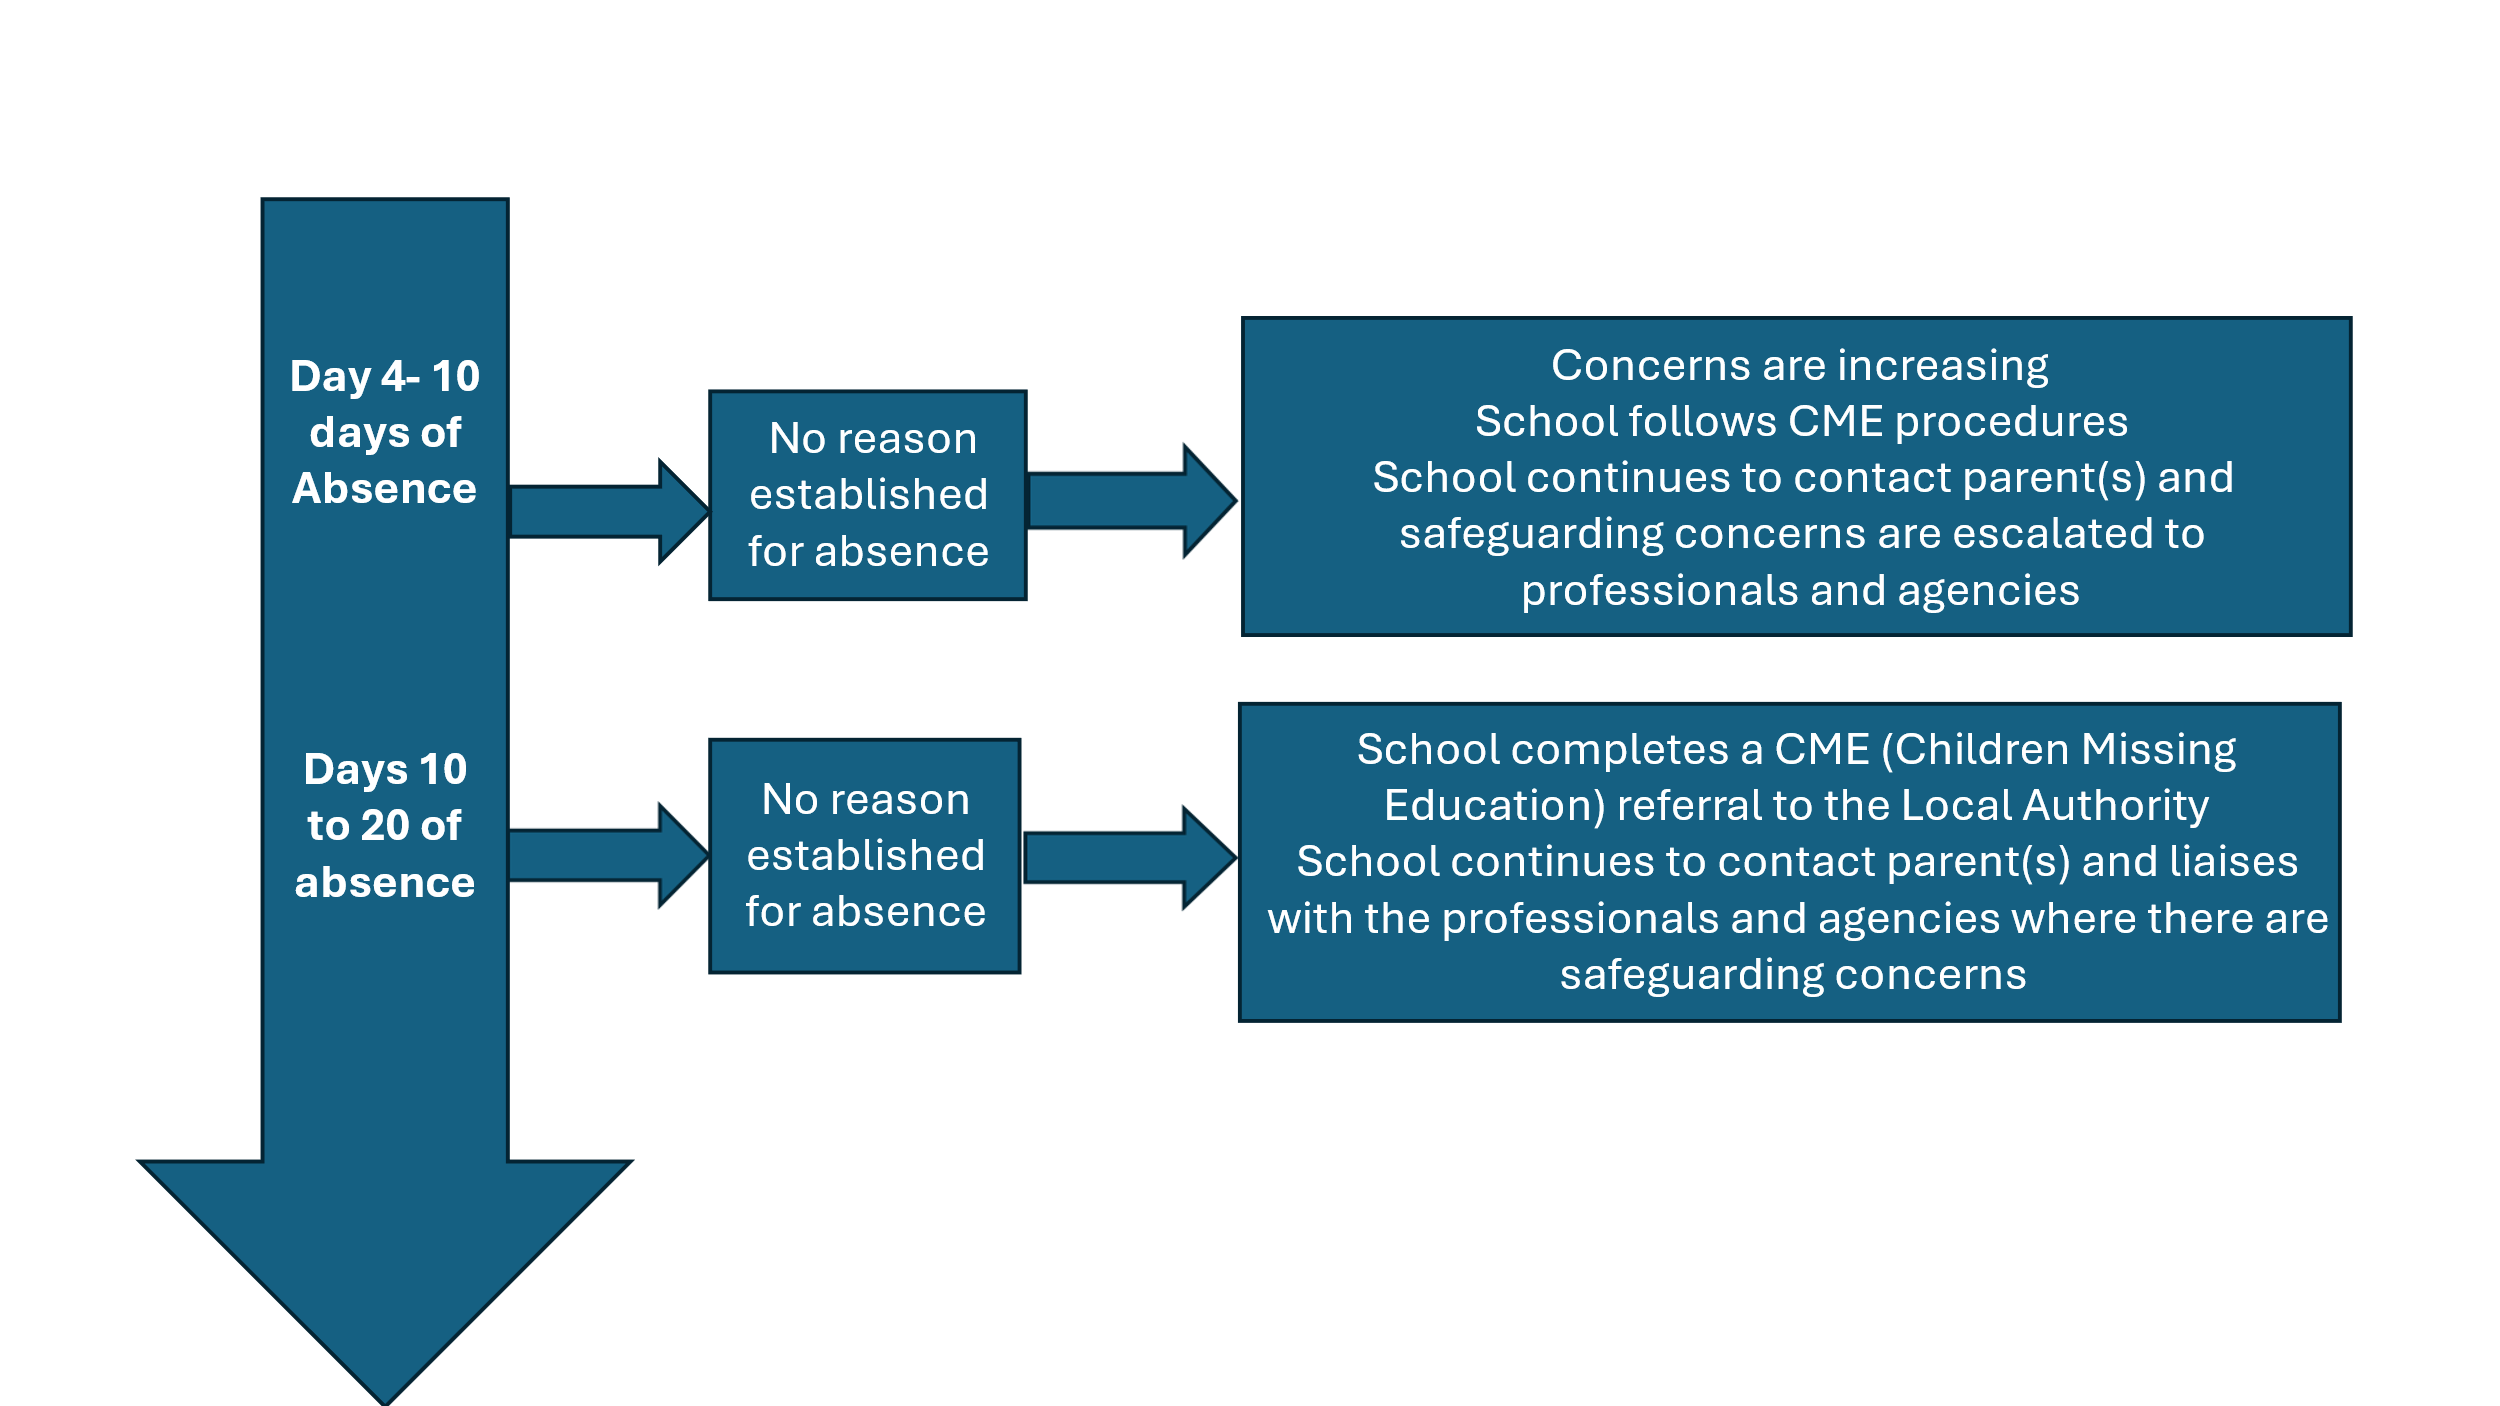 Day 4- 10
days of
Absence
No reason
established
for absence
Concerns are increasing
School follows CME procedures
School continues to contact parent(s) and
safeguarding concerns are escalated to
professionals and agencies
Days 10
to 20 of
absence
No reason
established
for absence
School completes a CME (Children Missing
Education) referral to the Local Authority
School continues to contact parent(s) and liaises
with the professionals and agencies where there are
safeguarding concerns